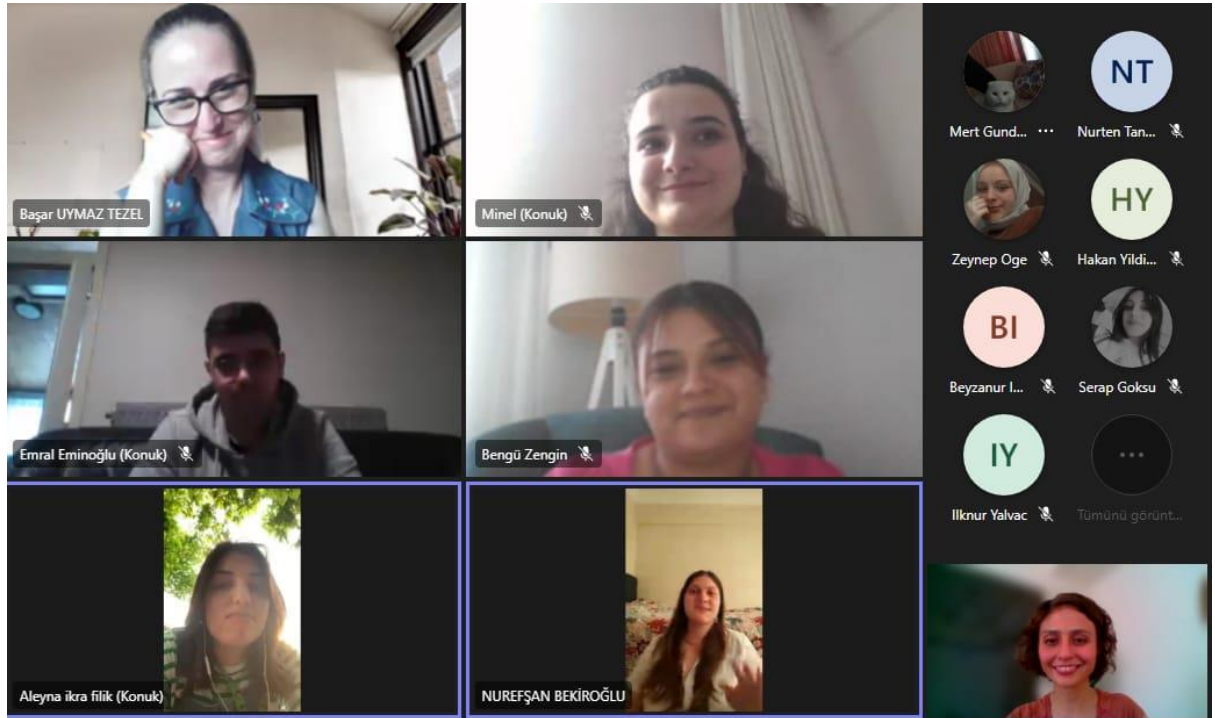 Başar UYMAZ TEZEL
Minel (Konuk)
Emral Eminoğlu (Konuk)
Bengü Zengin
Aleyna ikra filik (Konuk)
NUREFŞAN BEKİROĞLU
Mert Gund... ...
NT
Nurten Tan...
Zeynep Oge
HY
Hakan Yildi...
BI
Beyzanur I...
Serap Goksu
IY
Ilknur Yalvac
...
Tümünü görünt...